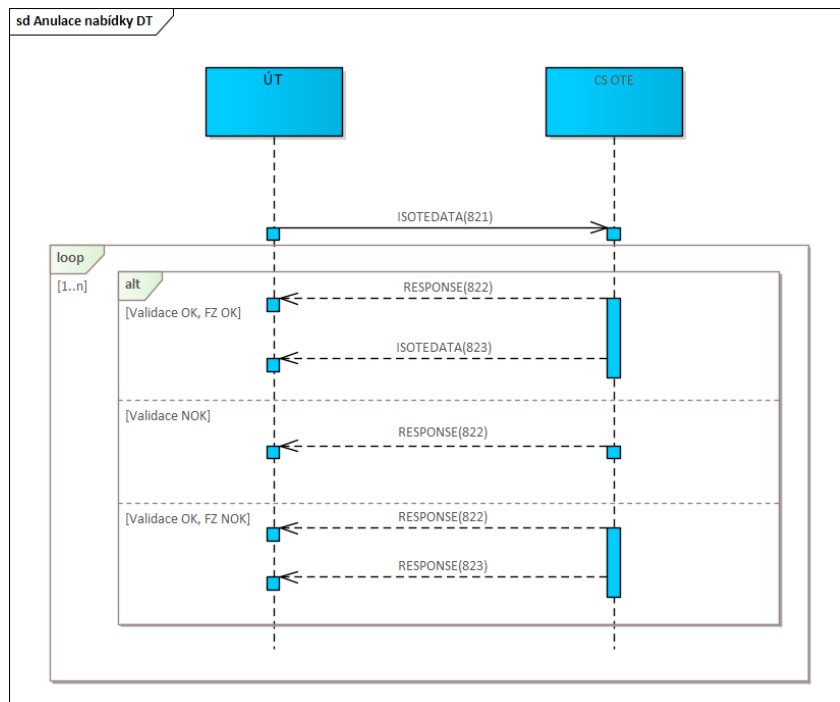 sd Anulace nabídky DT
ÚT
CS OTE
ISOTEDATA(821)
loop
[1..n]
alt
RESPONSE(822)
[Validace OK, FZ OK]
ISOTEDATA(823)
[Validace NOK]
RESPONSE(822)
[Validace OK, FZ NOK]
RESPONSE(822)
RESPONSE(823)